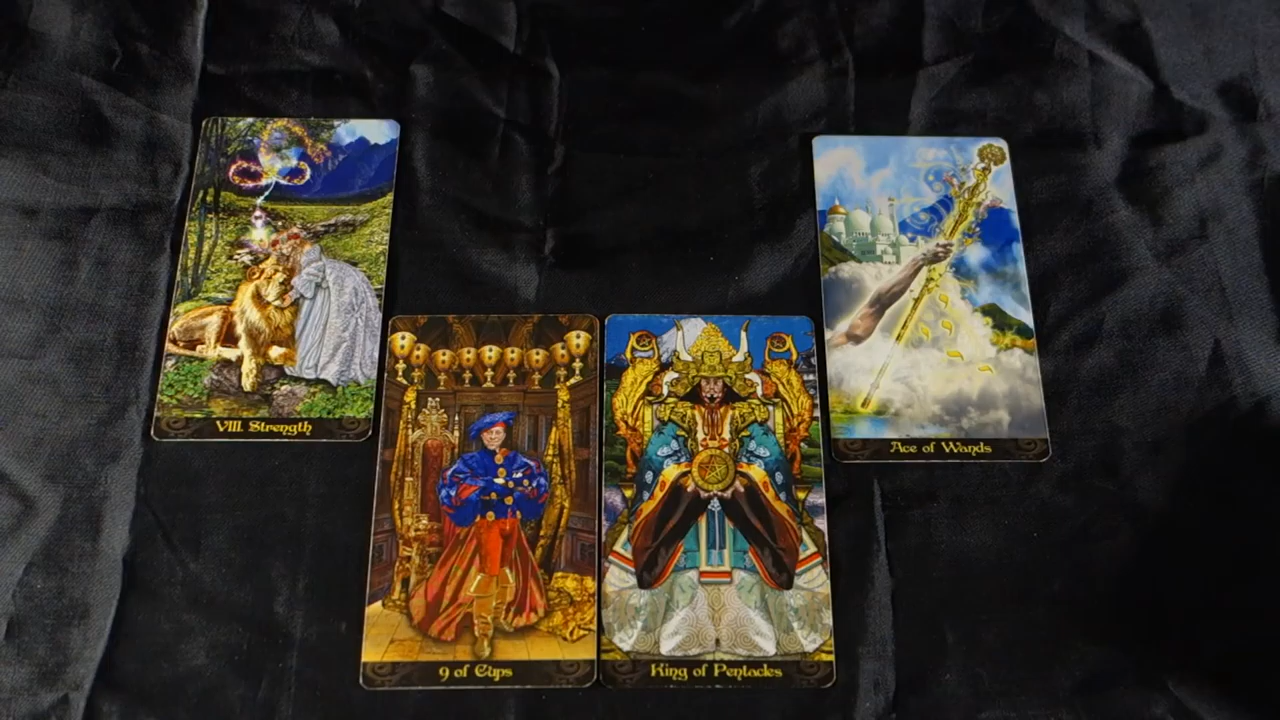 VIII. Strength
Ace of Wands
9 of Cups
King of Pentacles